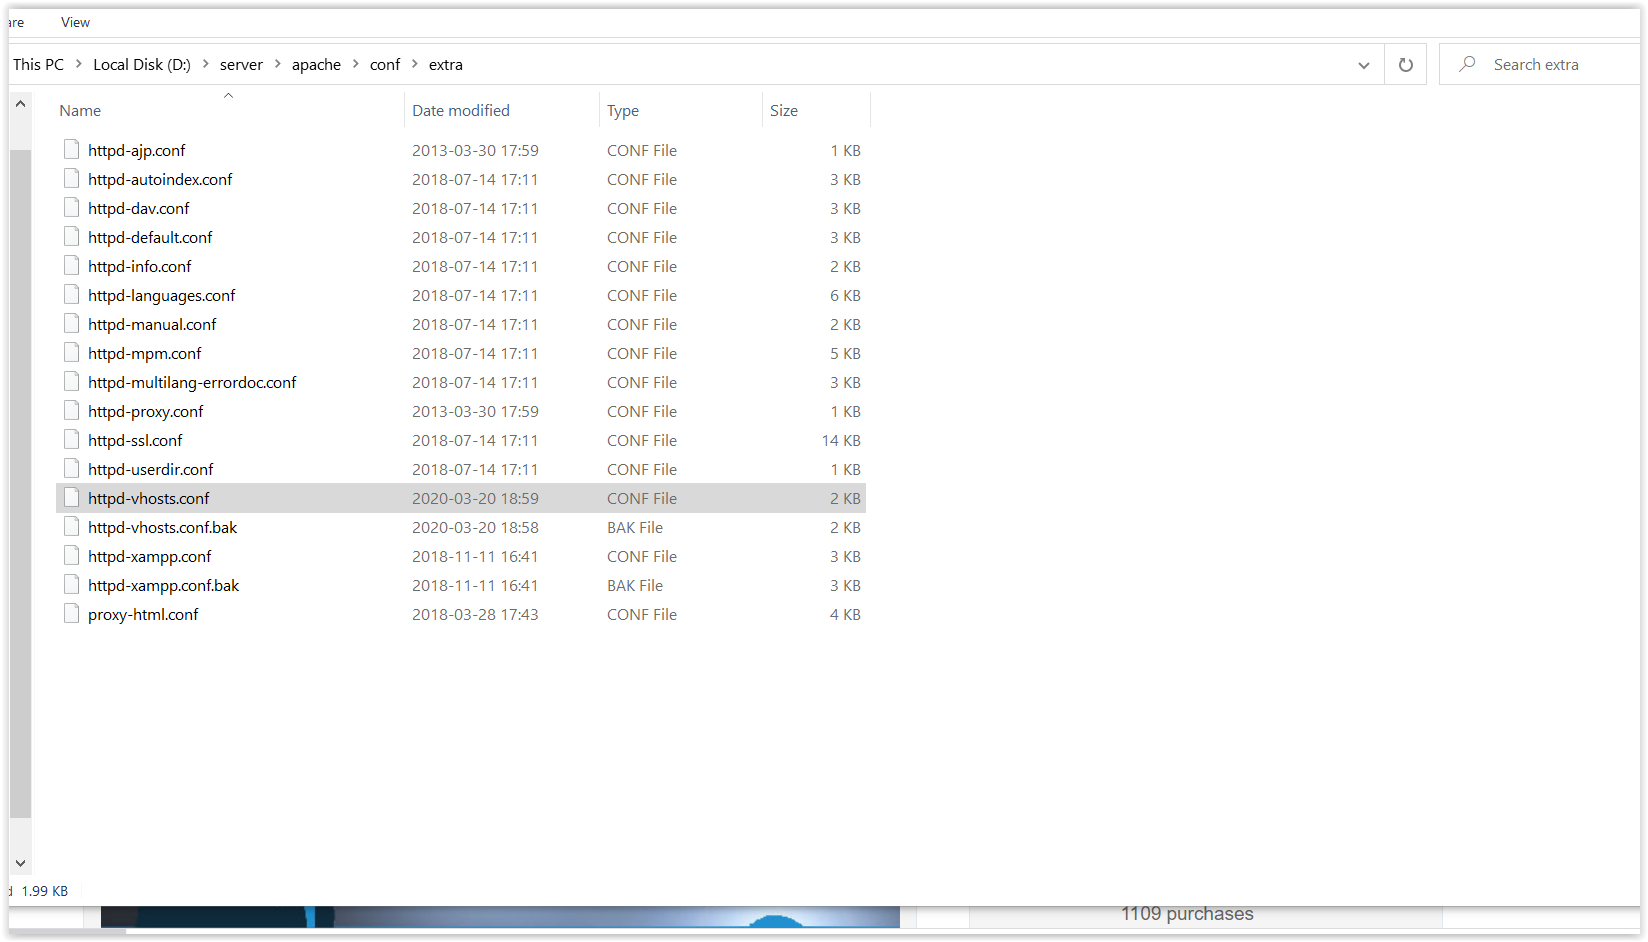 are View
This PC > Local Disk (D:) > server > apache > conf > extra Search extra
Name Date modified Type Size
httpd-ajp.conf 2013-03-30 17:59 CONF File 1 KB
httpd-autoindex.conf 2018-07-14 17:11 CONF File 3 KB
httpd-dav.conf 2018-07-14 17:11 CONF File 3 KB
httpd-default.conf 2018-07-14 17:11 CONF File 3 KB
httpd-info.conf 2018-07-14 17:11 CONF File 2 KB
httpd-languages.conf 2018-07-14 17:11 CONF File 6 KB
httpd-manual.conf 2018-07-14 17:11 CONF File 2 KB
httpd-mpm.conf 2018-07-14 17:11 CONF File 5 KB
httpd-multilang-errordoc.conf 2018-07-14 17:11 CONF File 3 KB
httpd-proxy.conf 2013-03-30 17:59 CONF File 1 KB
httpd-ssl.conf 2018-07-14 17:11 CONF File 14 KB
httpd-userdir.conf 2018-07-14 17:11 CONF File 1 KB
httpd-vhosts.conf 2020-03-20 18:59 CONF File 2 KB
httpd-vhosts.conf.bak 2020-03-20 18:58 BAK File 2 KB
httpd-xampp.conf 2018-11-11 16:41 CONF File 3 KB
httpd-xampp.conf.bak 2018-11-11 16:41 BAK File 3 KB
proxy-html.conf 2018-03-28 17:43 CONF File 4 KB
d 1.99 KB
1109 purchases